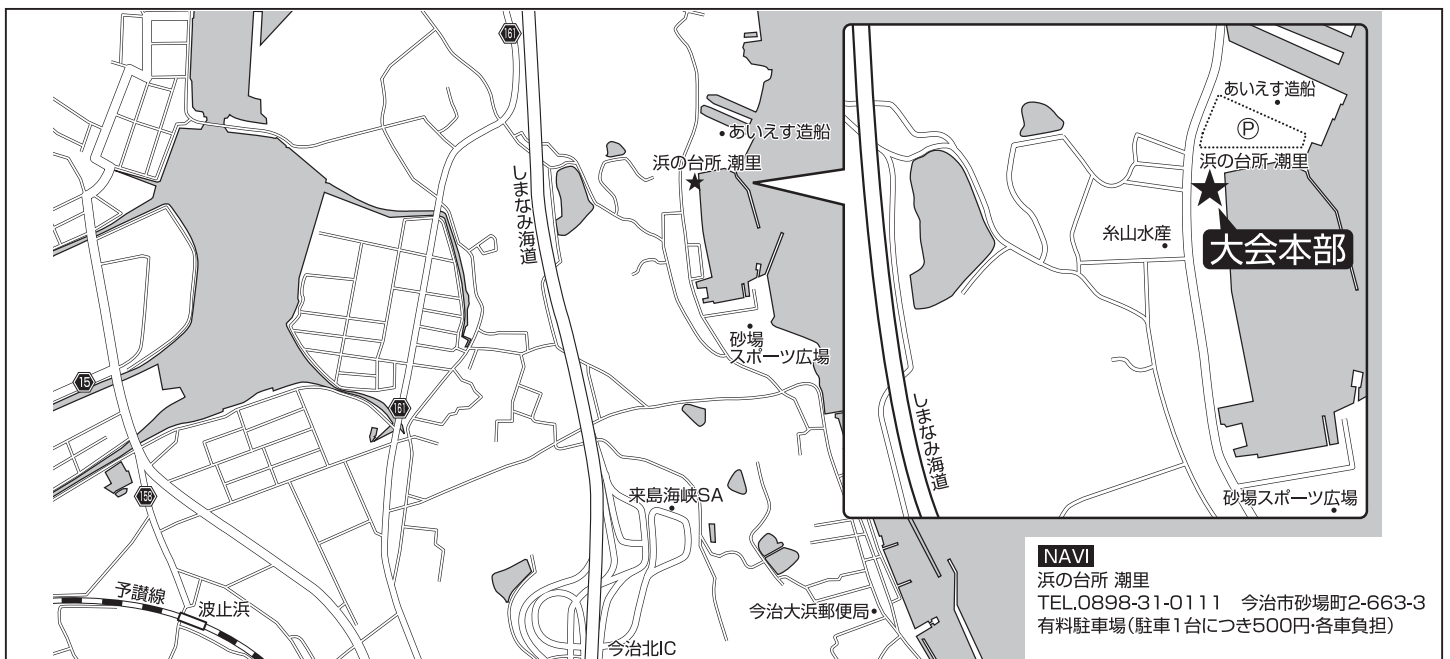 161
しまなみ海道
あいえす造船
浜の台所 潮里
砂場
スポーツ広場
15
161
158
来島海峡SA
予讃線
波止浜
今治大浜郵便局
今治北IC
あいえす造船
P
浜の台所 潮里
大会本部
糸山水産
しまなみ海道
砂場スポーツ広場
NAVI
浜の台所 潮里
TEL.0898-31-0111 今治市砂場町2-663-3
有料駐車場(駐車1台につき500円・各車負担)